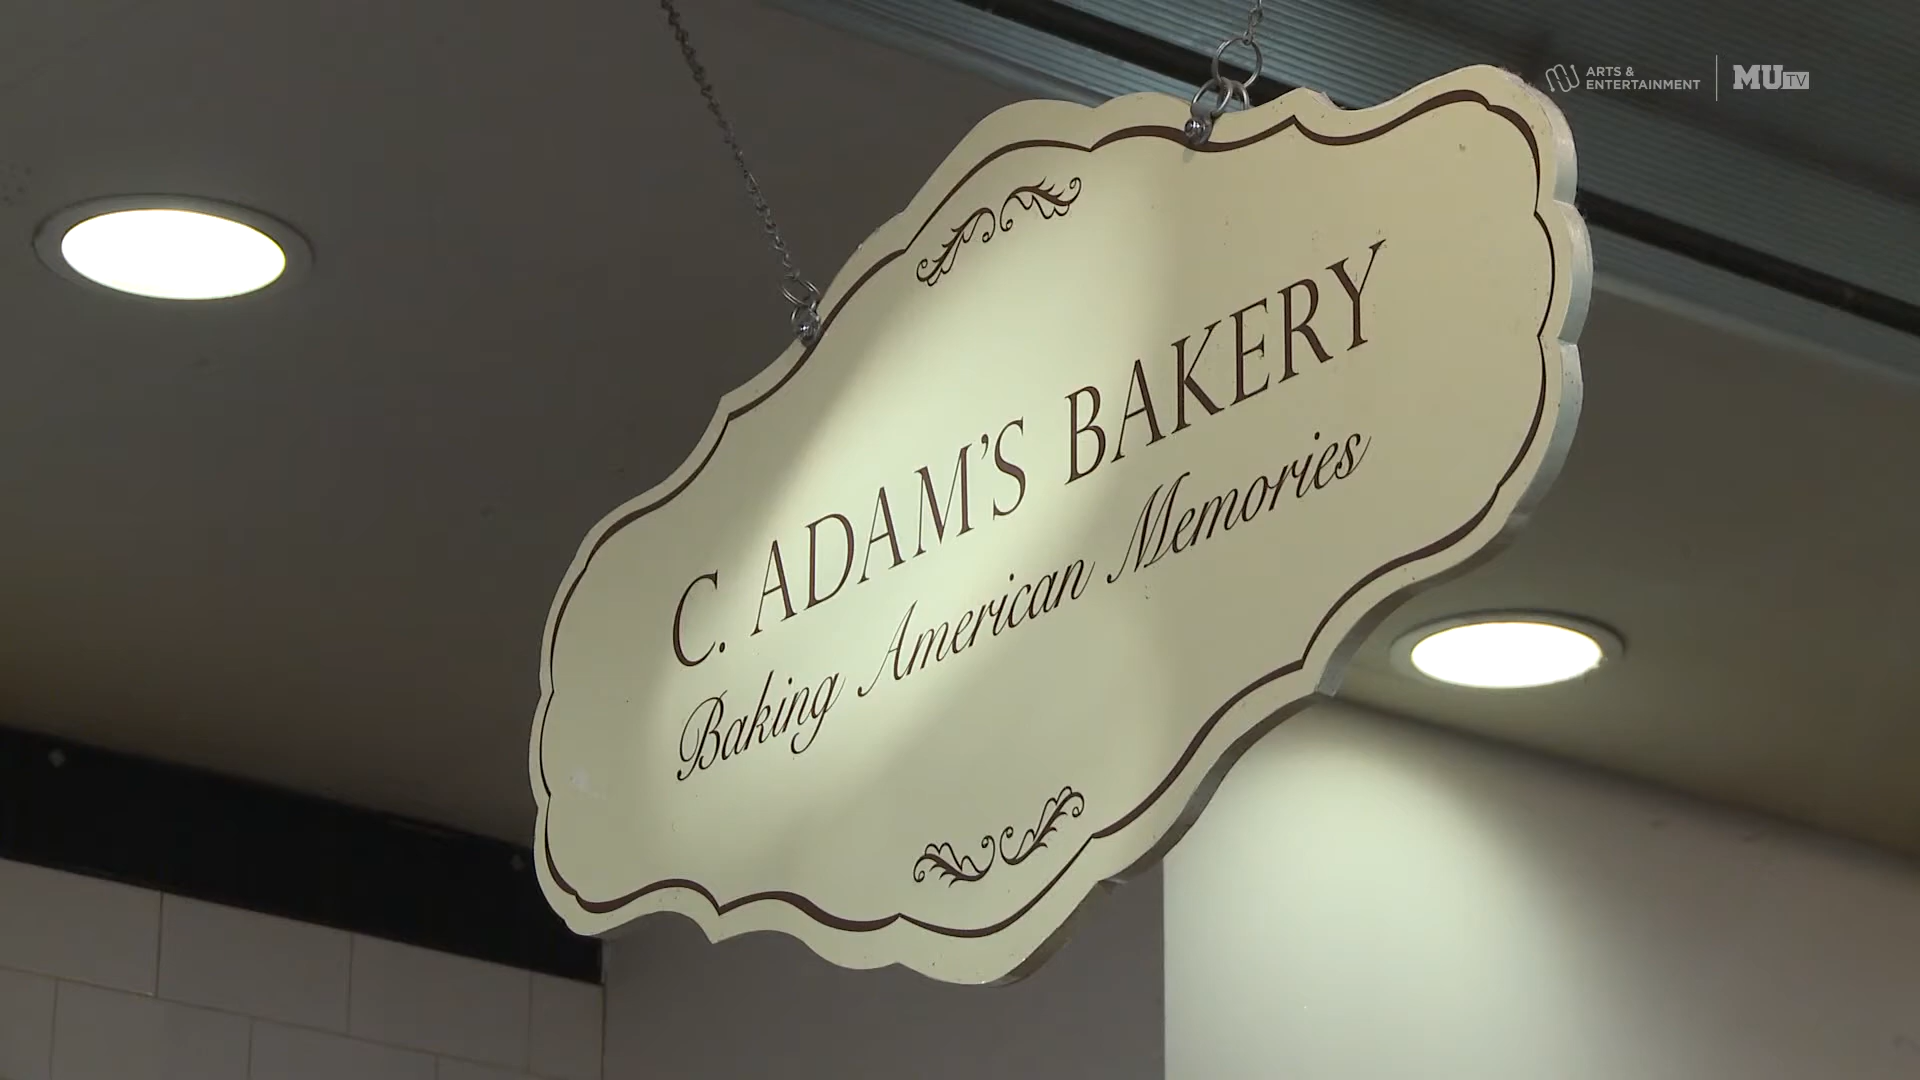 ARTS &
ENTERTAINMENT
MUTV
C. ADAM'S BAKERY
Baking American Memories